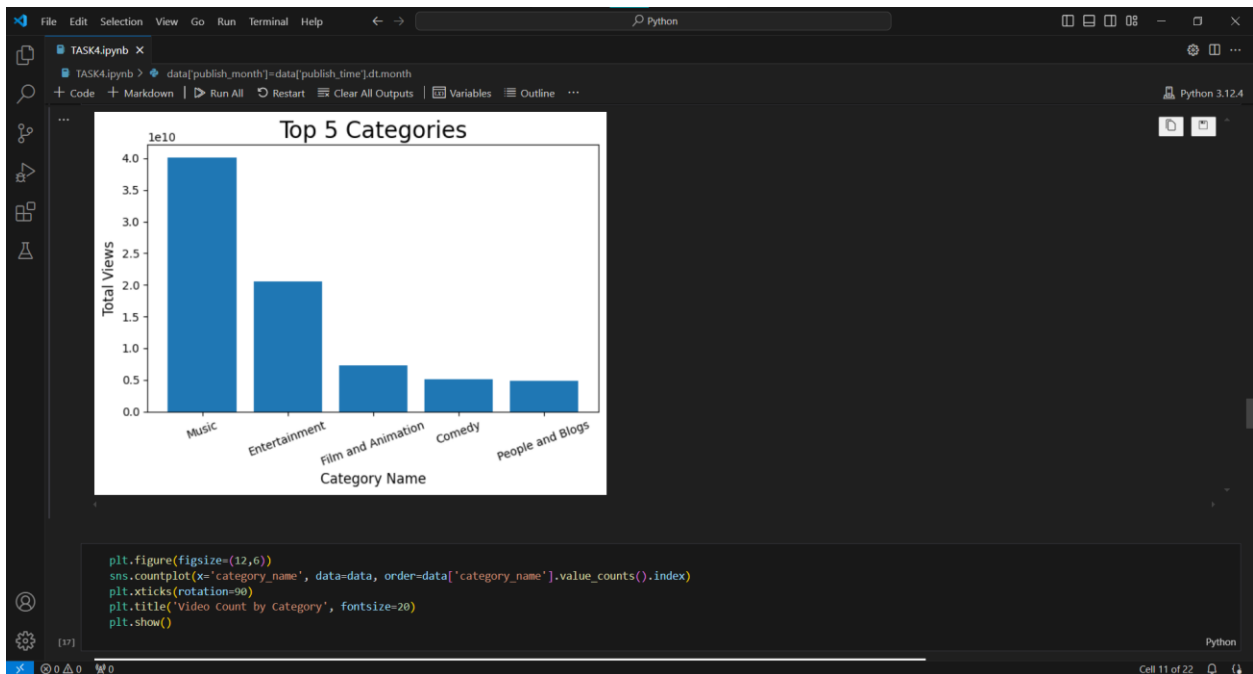 File Edit Selection View Go Run Terminal Help
Python
TASK4.ipynb
TASK4.ipynb > data['publish_month']=data['publish_time'].dt.month
+ Code + Markdown | Run All Restart Clear All Outputs | Variables Outline ...
Python 3.12.4
Top 5 Categories
1e10
4.0
3.5
3.0
2.5
2.0
1.5
1.0
0.5
0.0
Total Views
Music
Entertainment
Film and Animation
Comedy
People and Blogs
Category Name
plt.figure(figsize=(12,6))
sns.countplot(x='category_name', data=data, order=data['category_name'].value_counts().index)
plt.xticks(rotation=90)
plt.title('Video Count by Category', fontsize=20)
plt.show()
[17]
Python
0 0 0
Cell 11 of 22